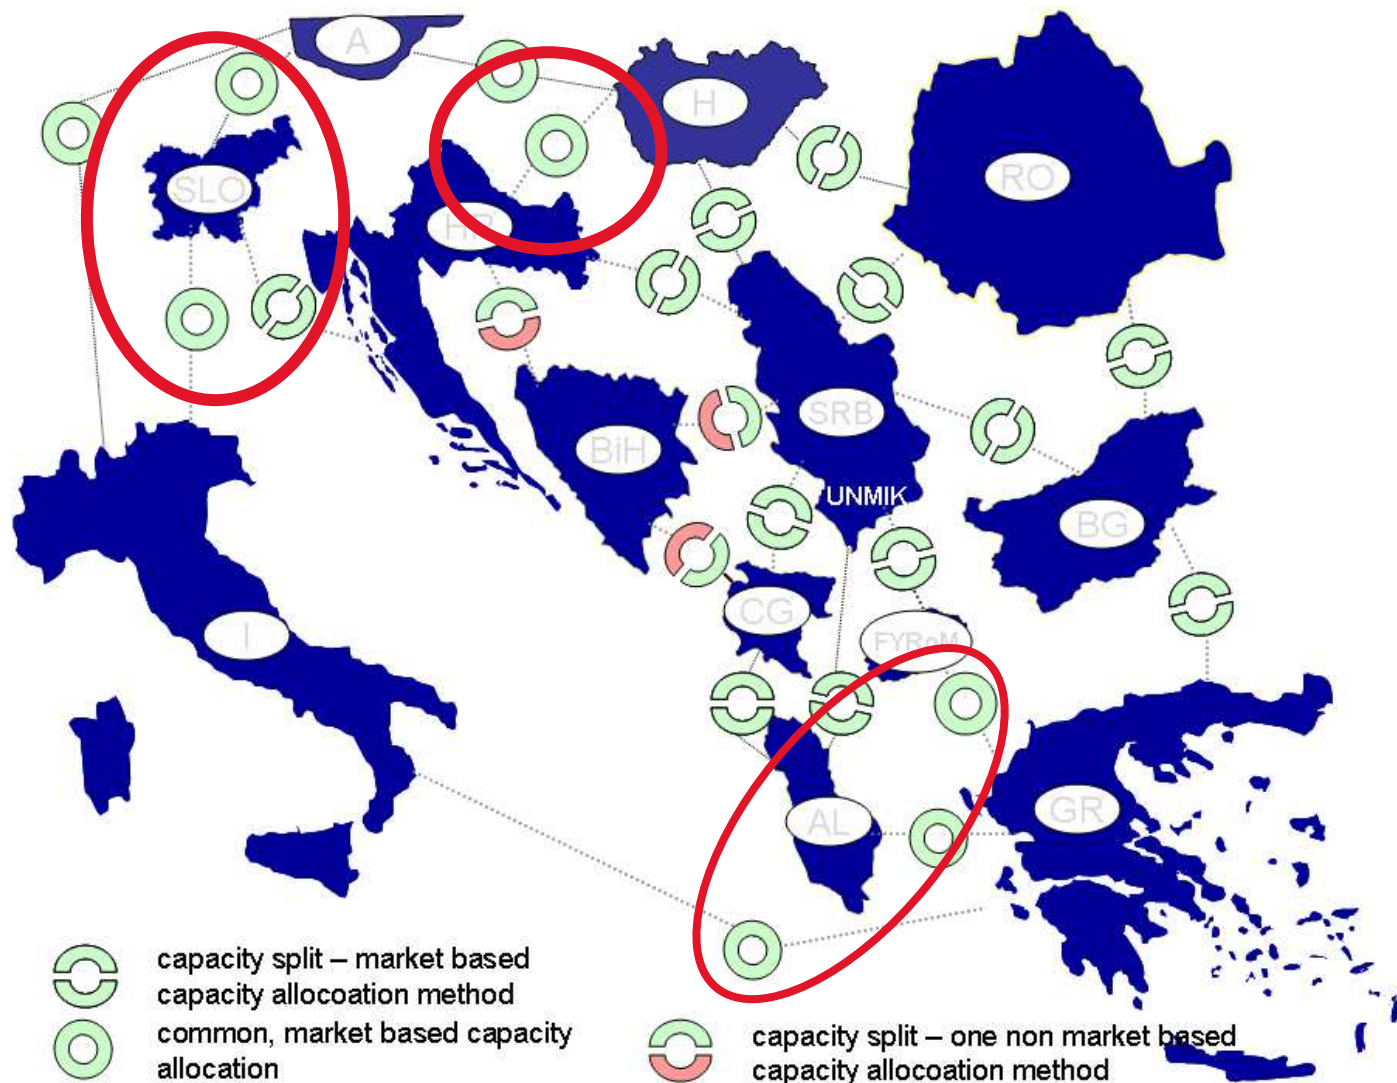 A
H
SLO
HR
RO
SRB
BiH
UNMIK
BG
CG
I
FYRoM
AL
GR
capacity split – market based
capacity allocoation method
common, market based capacity
allocation
capacity split – one non market based
capacity allocoation method